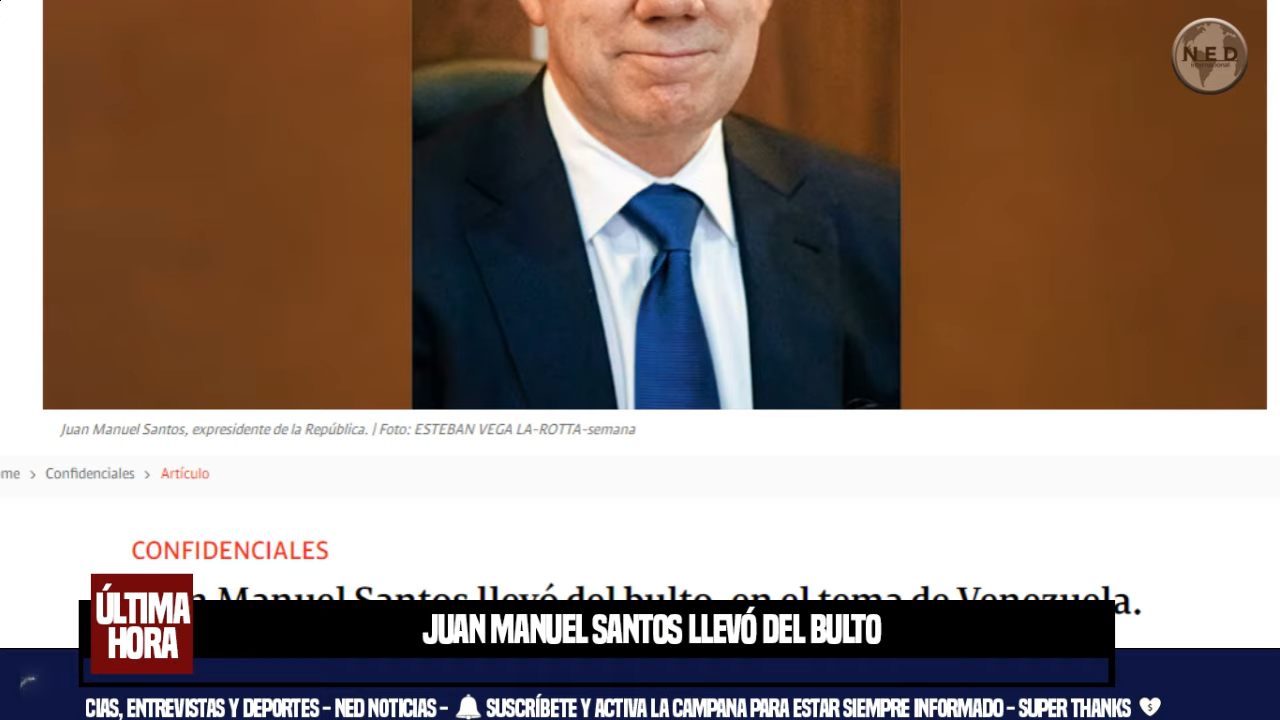 NED
International
Juan Manuel Santos, expresidente de la República. | Foto: ESTEBAN VEGA LA-ROTTA-semana
me > Confidenciales > Artículo
CONFIDENCIALES
n Manuel Santos llevó del bulto, en el tema de Venezuela.
ÚLTIMA
HORA
JUAN MANUEL SANTOS LLEVÓ DEL BULTO
CIAS, ENTREVISTAS Y DEPORTES - NED NOTICIAS - SUSCRÍBETE Y ACTIVA LA CAMPANA PARA ESTAR SIEMPRE INFORMADO - SUPER THANKS